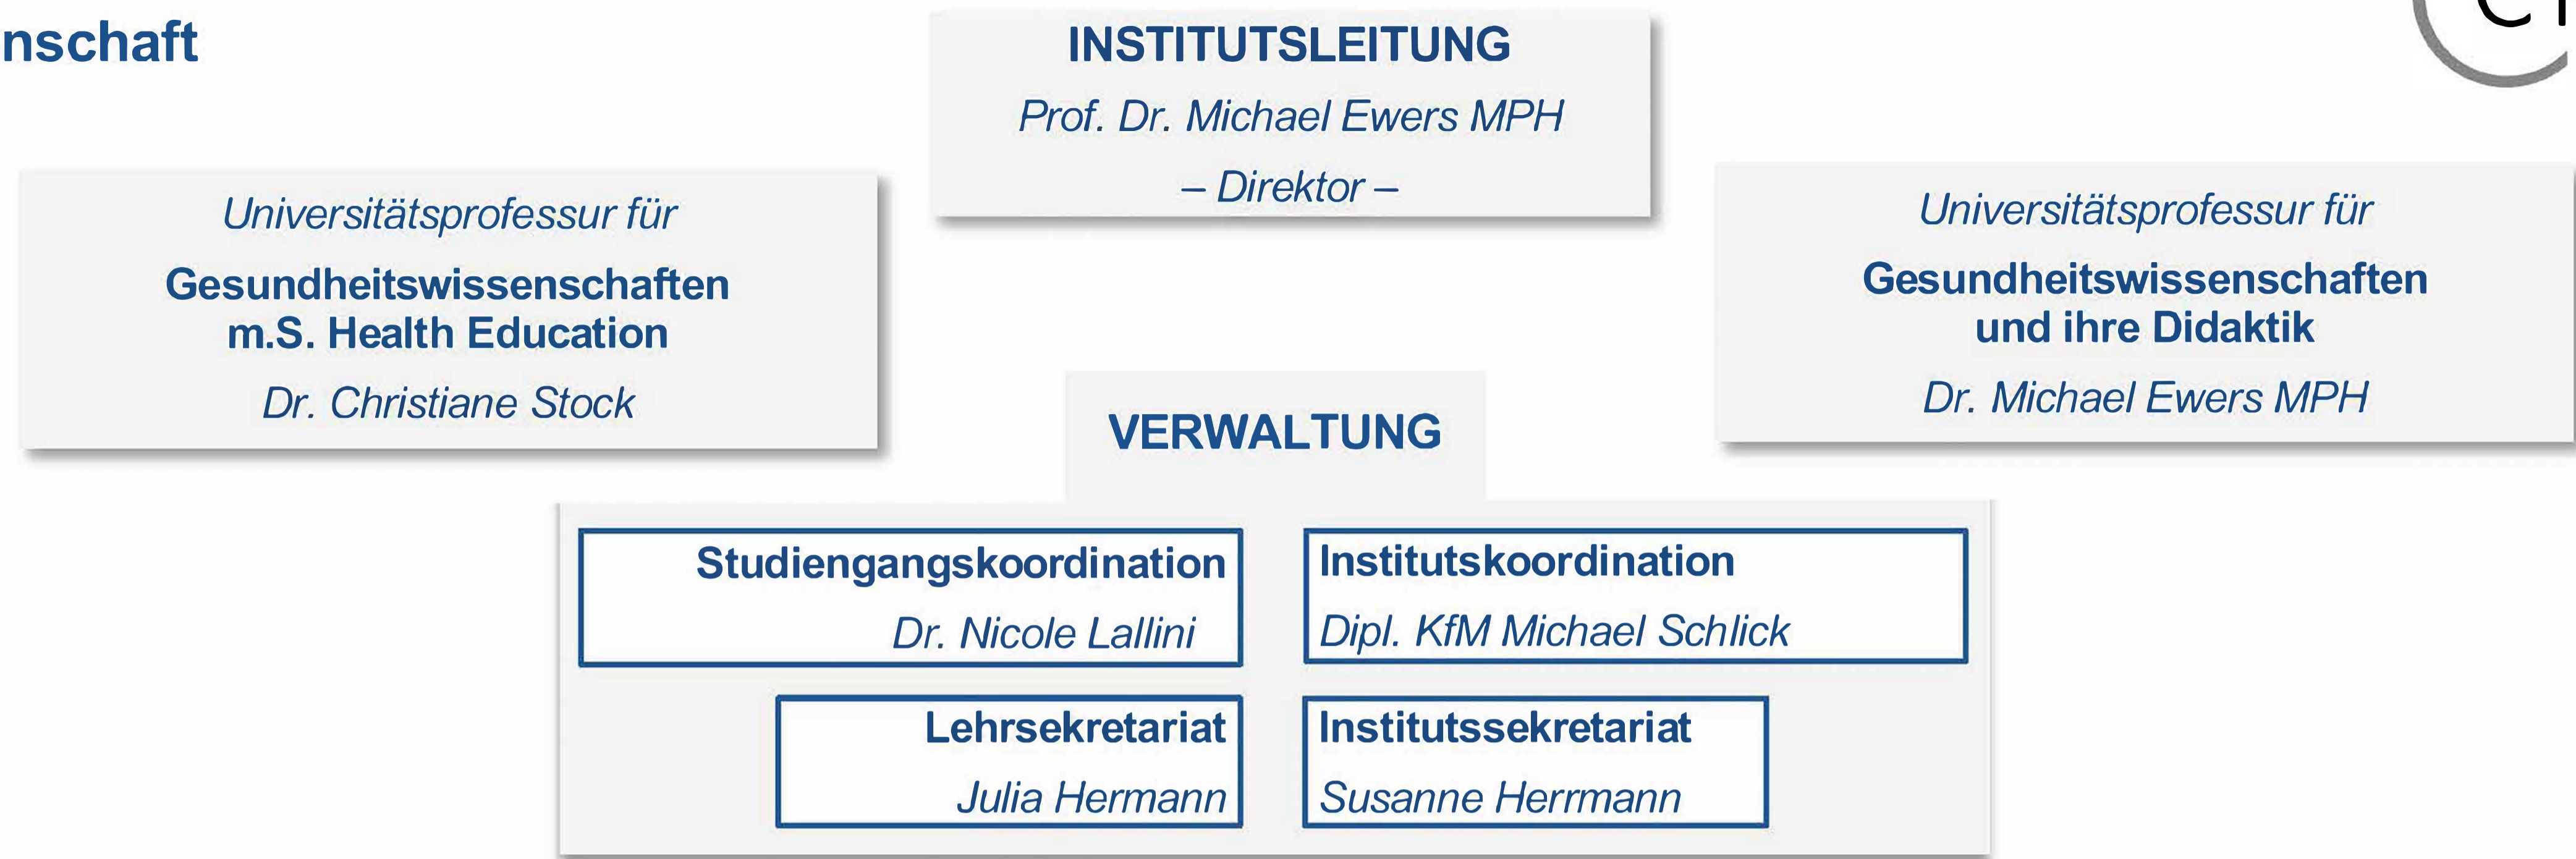 nschaft
INSTITUTSLEITUNG
Prof. Dr. Michael Ewers MPH
– Direktor –
Universitätsprofessur für
Gesundheitswissenschaften
m.S. Health Education
Dr. Christiane Stock
Universitätsprofessur für
Gesundheitswissenschaften
und ihre Didaktik
Dr. Michael Ewers MPH
VERWALTUNG
Studiengangskoordination
Dr. Nicole Lallini
Institutskoordination
Dipl. KfM Michael Schlick
Lehrsekretariat
Julia Hermann
Institutssekretariat
Susanne Herrmann